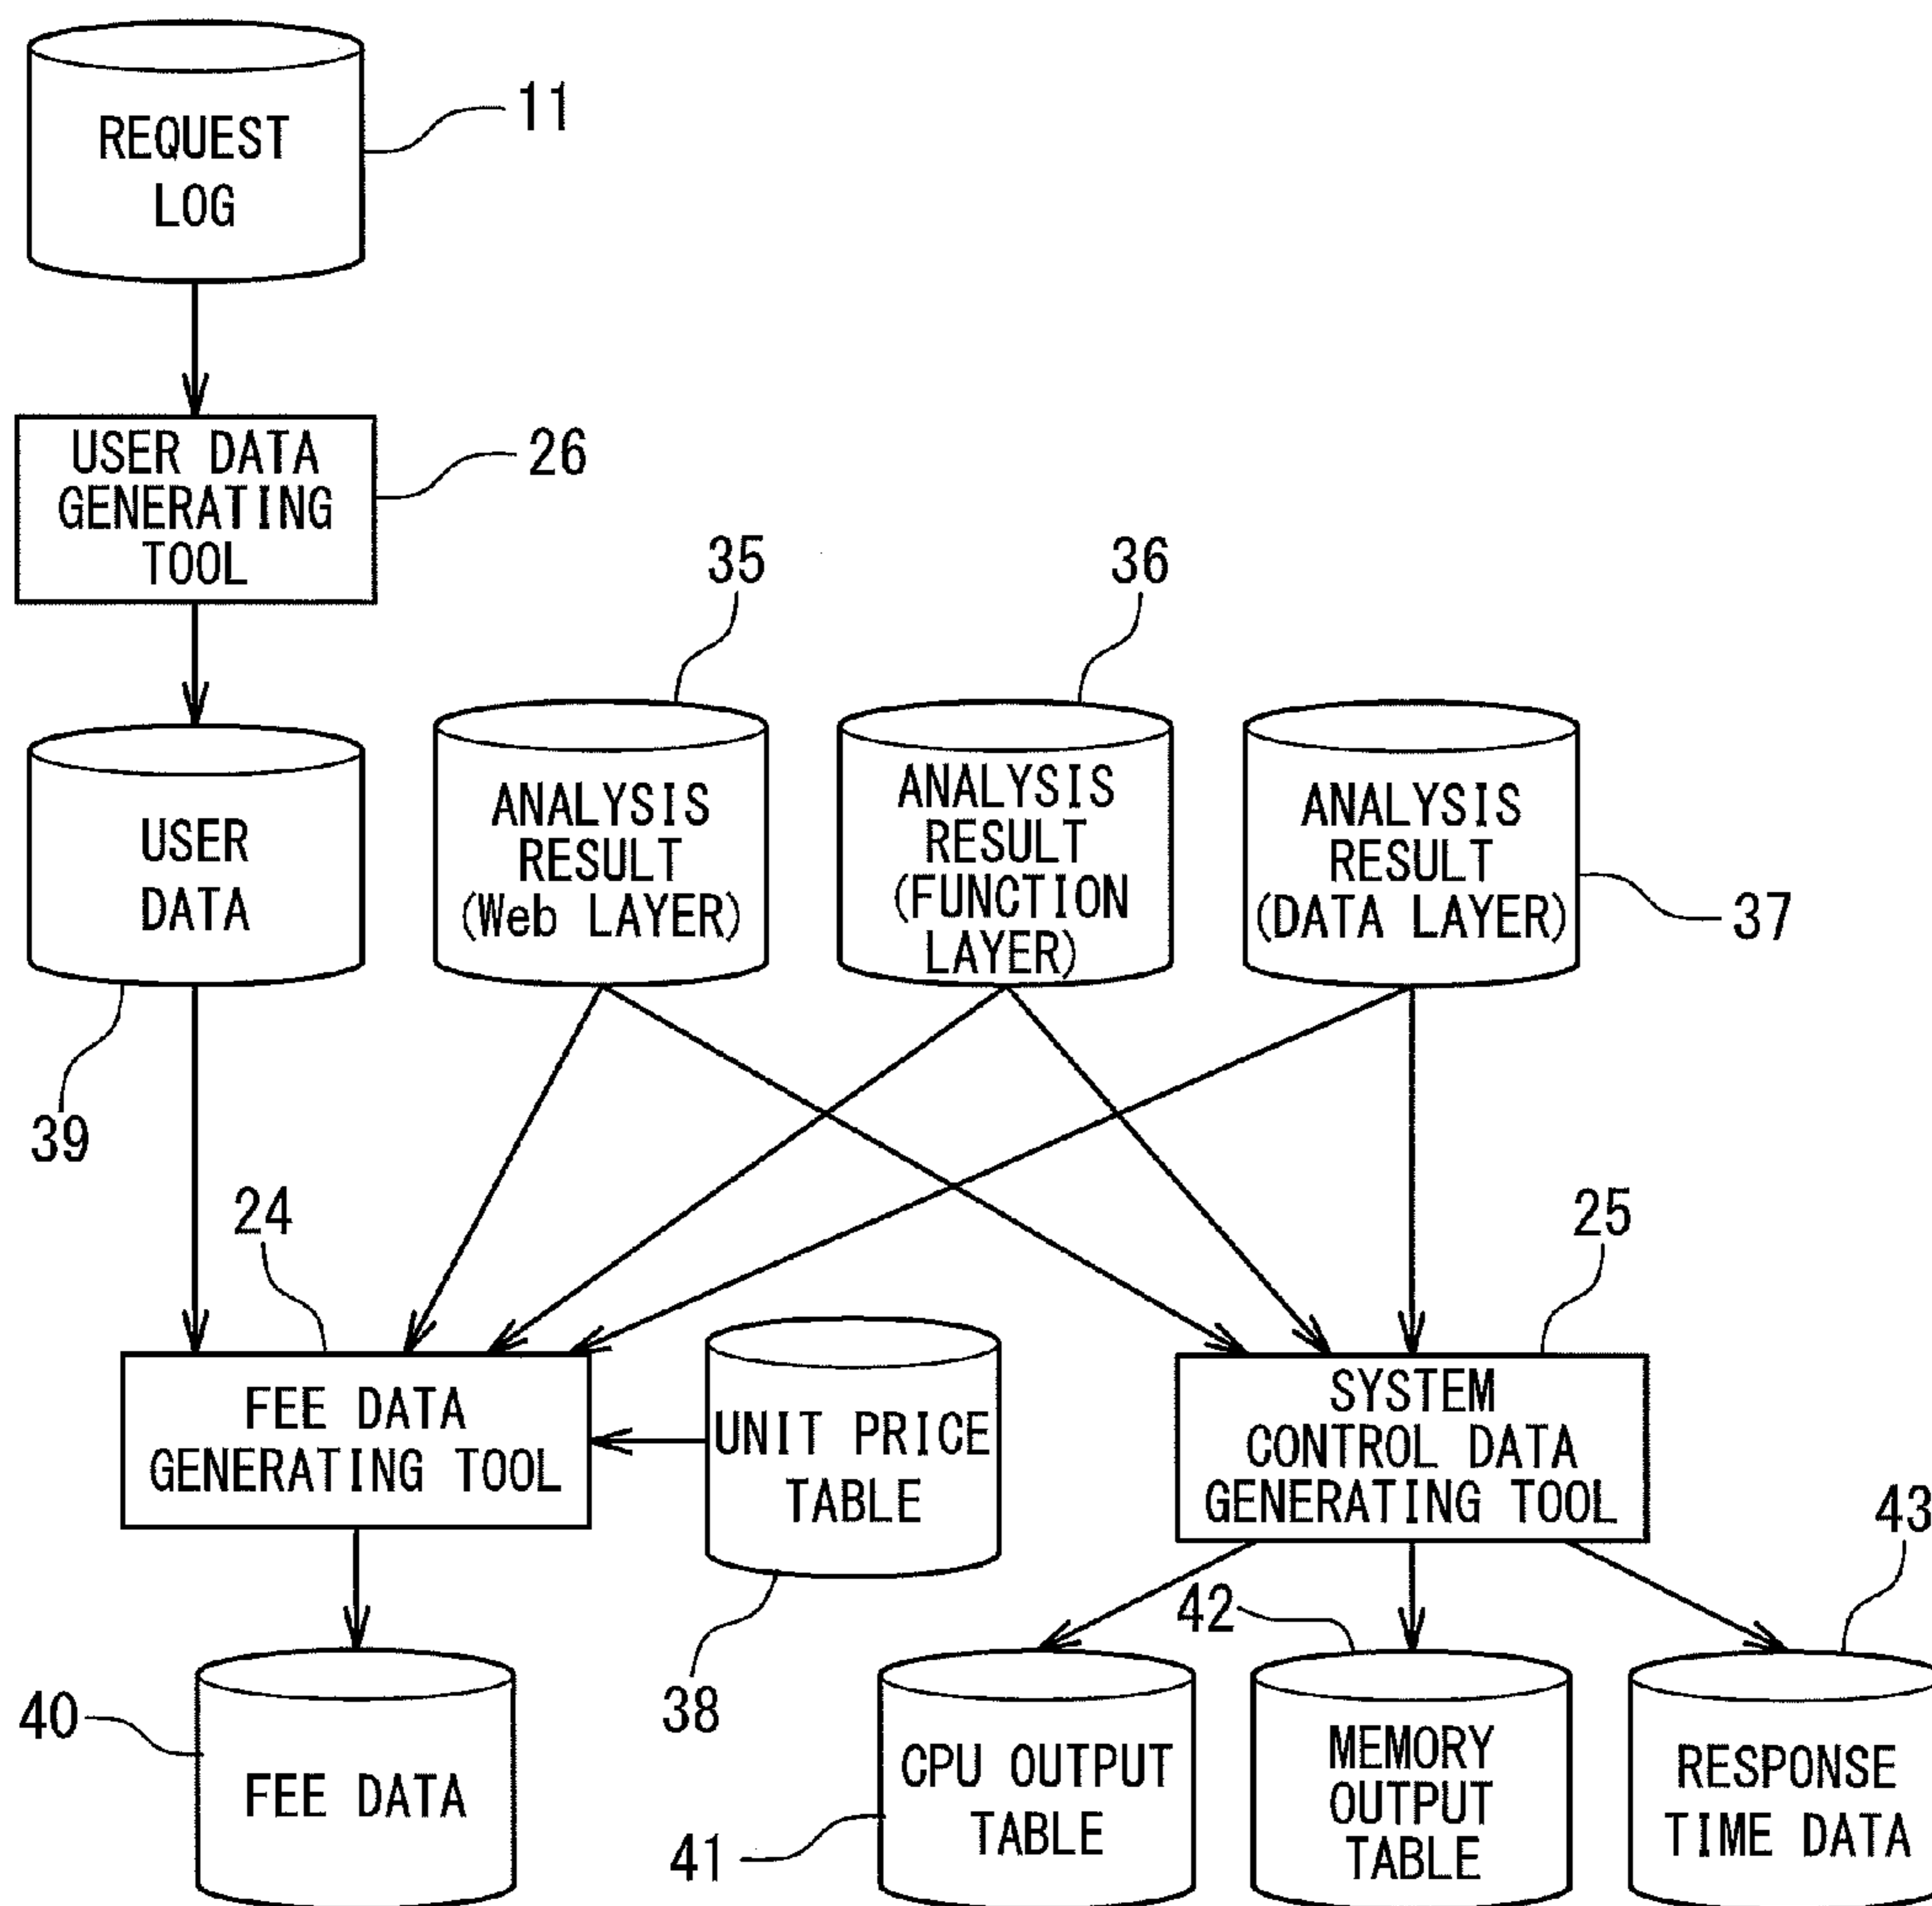 REQUEST
LOG
11
USER DATA
GENERATING
TOOL
26
35
36
USER
DATA
ANALYSIS
RESULT
(Web LAYER)
ANALYSIS
RESULT
(FUNCTION
LAYER)
ANALYSIS
RESULT
(DATA LAYER)
37
39
24
25
FEE DATA
GENERATING TOOL
UNIT PRICE
TABLE
SYSTEM
CONTROL DATA
GENERATING TOOL
43
42
38
40
FEE DATA
CPU OUTPUT
TABLE
41
MEMORY
OUTPUT
TABLE
RESPONSE
TIME DATA